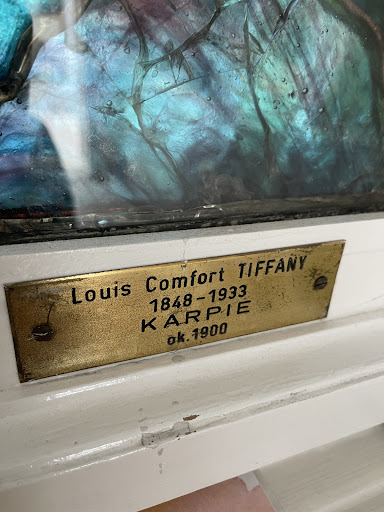 Louis Comfort TIFFANY
1848-1933
KARPIE
ok.1900